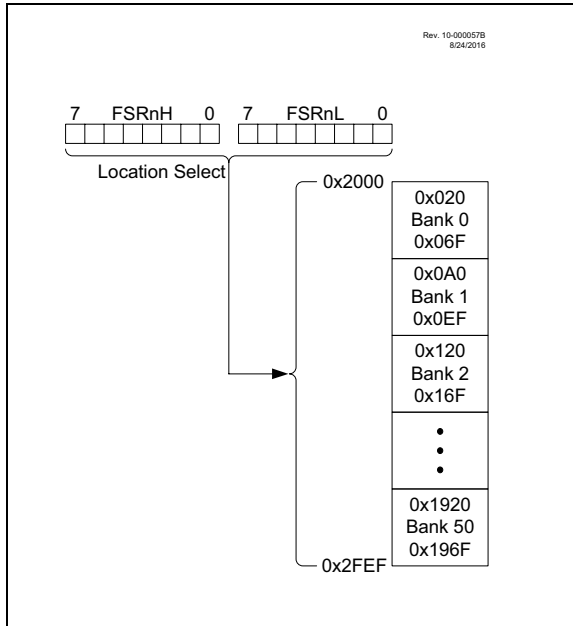 Rev. 10-000057B
8/24/2016
7 FSRnH 0 7 FSRnL 0
Location Select
0x2000
0x020
Bank 0
0x06F
0x0A0
Bank 1
0x0EF
0x120
Bank 2
0x16F
0x1920
Bank 50
0x196F
0x2FEF